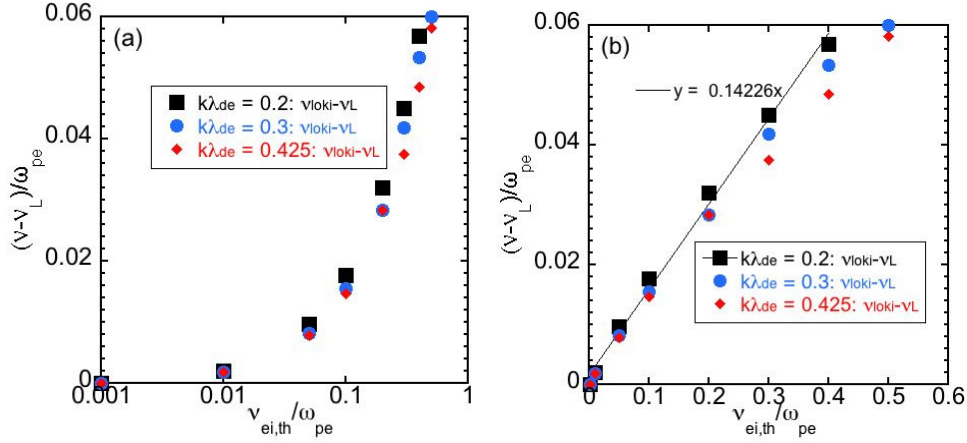 (a)
(ν-ν_L)/ω_pe
0.06
0.04
0.02
0
kλde = 0.2: νloki-νL
kλde = 0.3: νloki-νL
kλde = 0.425: νloki-νL
0.001
0.01
0.1
1
ν_ei,th/ω_pe
(b)
(ν-ν_L)/ω_pe
0.06
0.04
0.02
0
y = 0.14226x
kλde = 0.2: νloki-νL
kλde = 0.3: νloki-νL
kλde = 0.425: νloki-νL
0 0.1 0.2 0.3 0.4 0.5 0.6
ν_ei,th/ω_pe